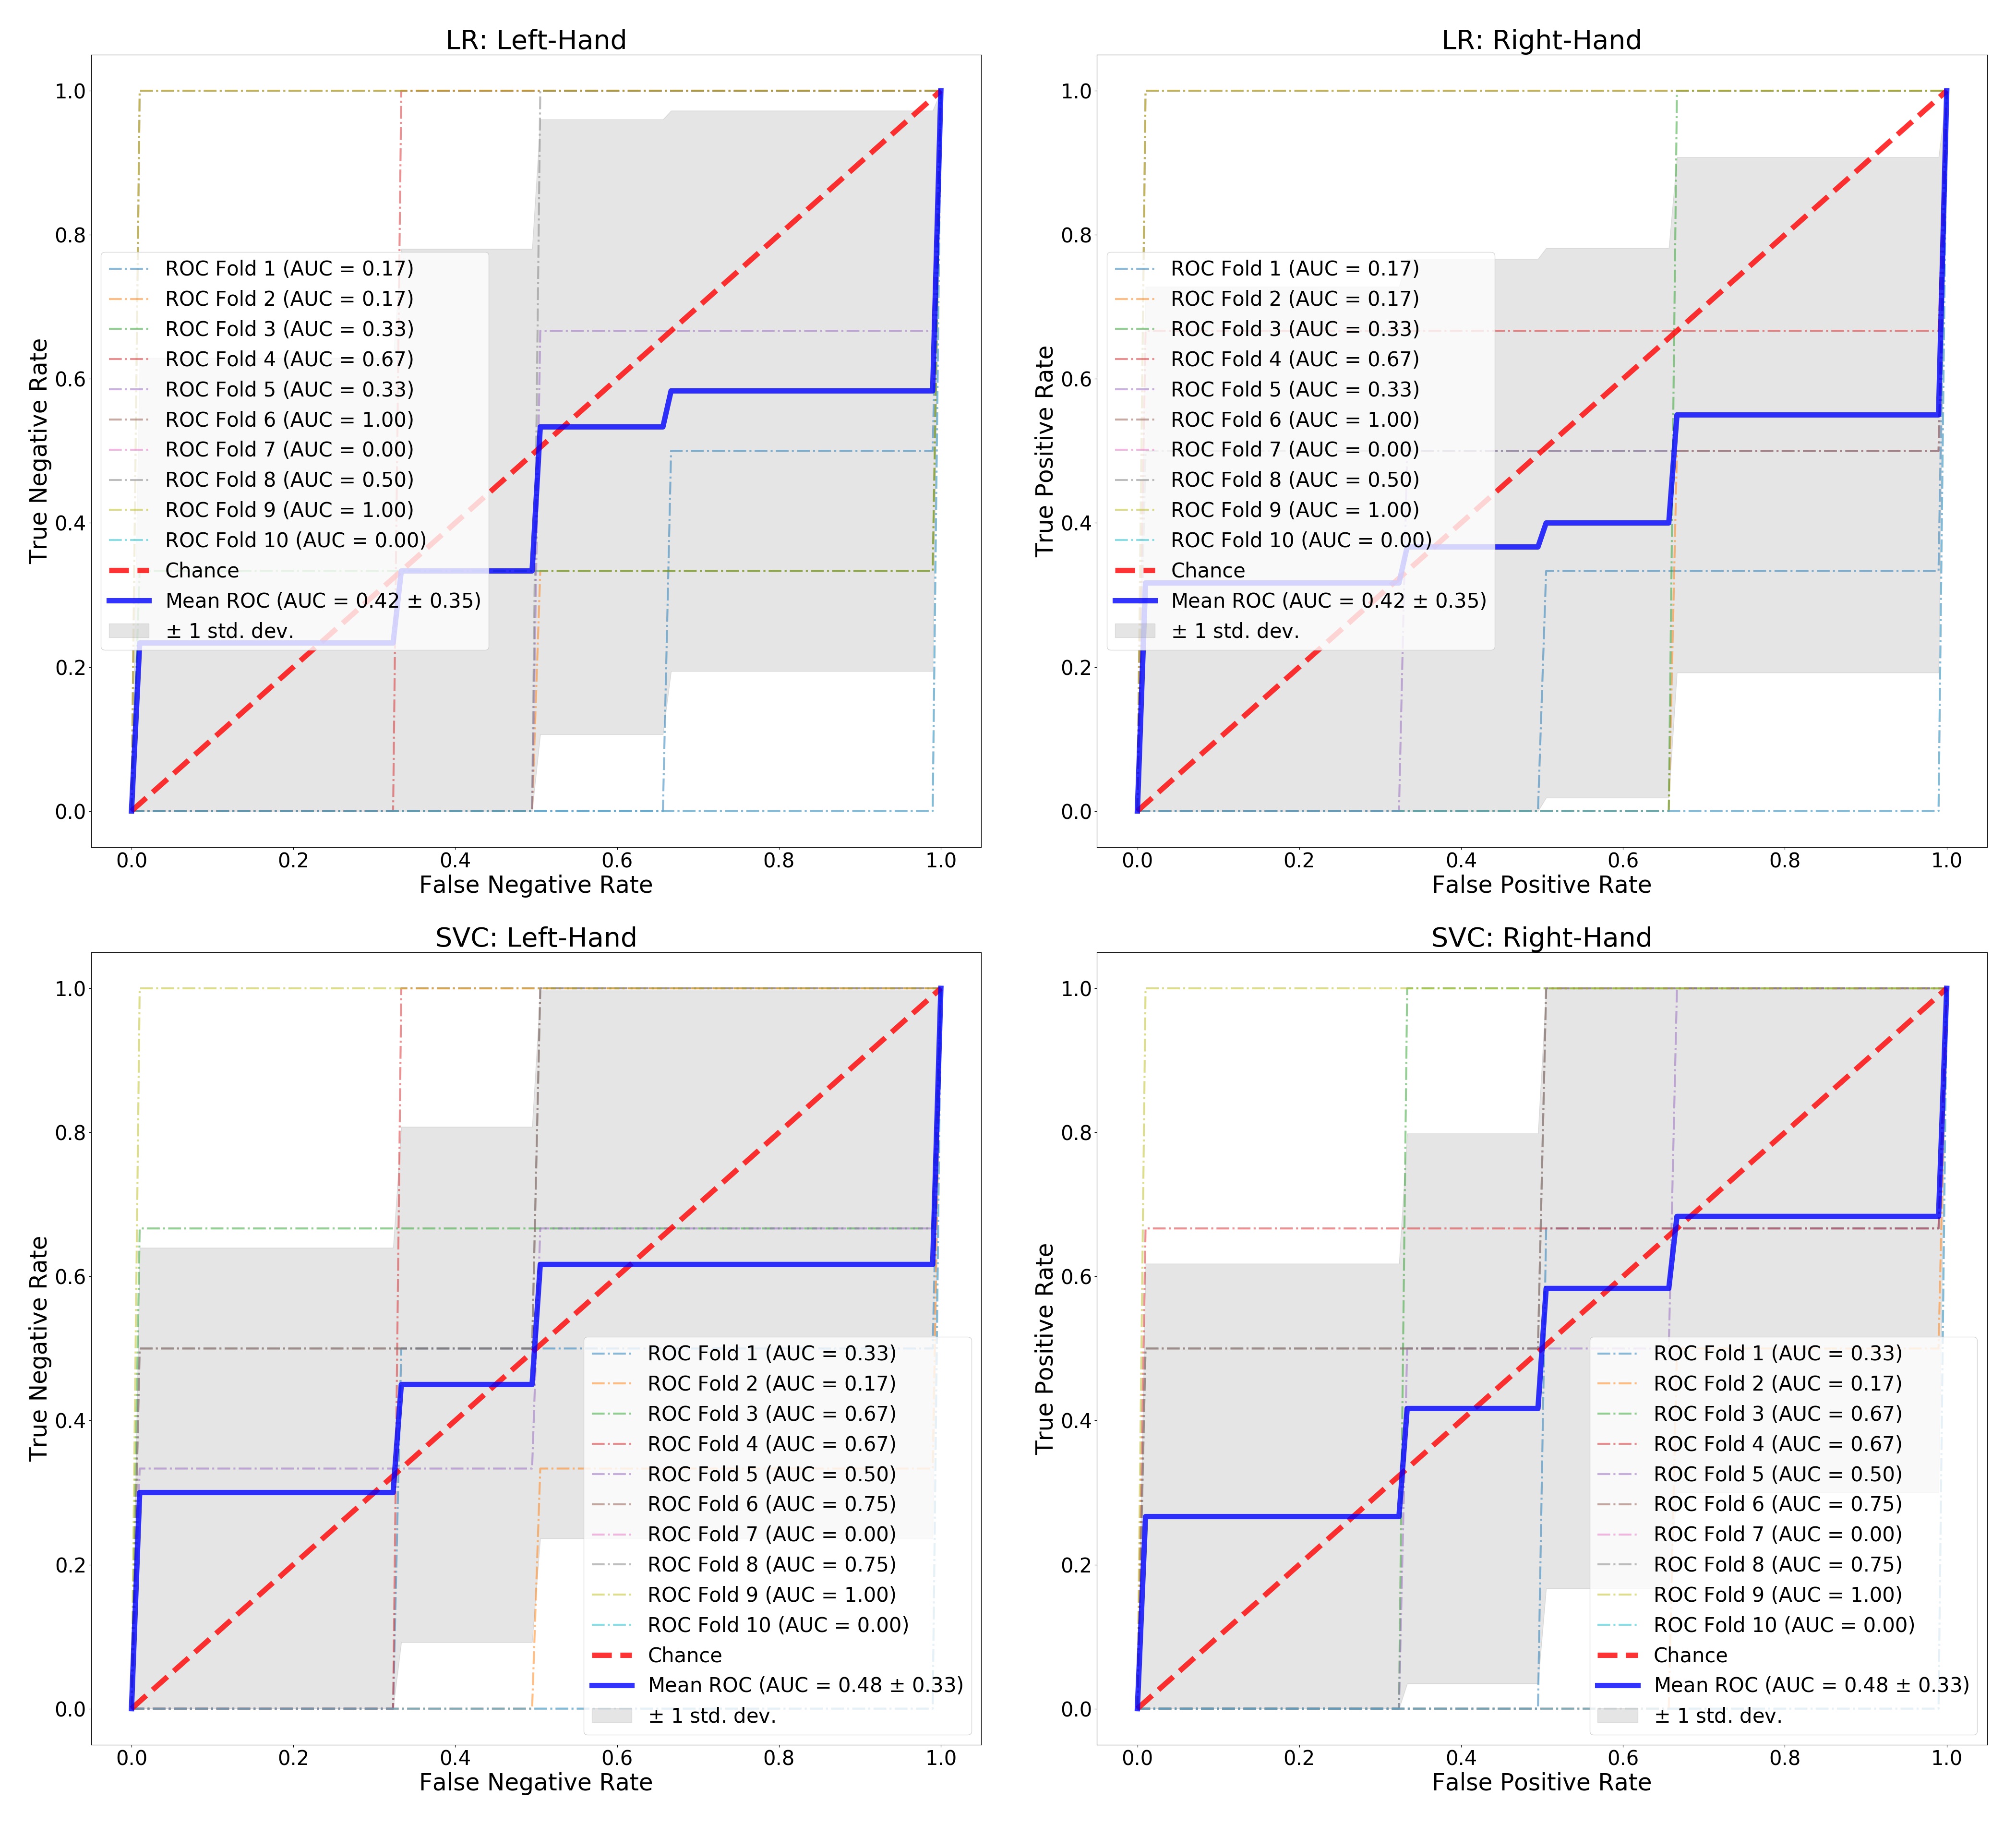 LR: Left-Hand
True Negative Rate
1.0
0.8
0.6
0.4
0.2
0.0
ROC Fold 1 (AUC = 0.17)
ROC Fold 2 (AUC = 0.17)
ROC Fold 3 (AUC = 0.33)
ROC Fold 4 (AUC = 0.67)
ROC Fold 5 (AUC = 0.33)
ROC Fold 6 (AUC = 1.00)
ROC Fold 7 (AUC = 0.00)
ROC Fold 8 (AUC = 0.50)
ROC Fold 9 (AUC = 1.00)
ROC Fold 10 (AUC = 0.00)
Chance
Mean ROC (AUC = 0.42 ± 0.35)
± 1 std. dev.
0.0 0.2 0.4 0.6 0.8 1.0
False Negative Rate
LR: Right-Hand
True Positive Rate
1.0
0.8
0.6
0.4
0.2
0.0
ROC Fold 1 (AUC = 0.17)
ROC Fold 2 (AUC = 0.17)
ROC Fold 3 (AUC = 0.33)
ROC Fold 4 (AUC = 0.67)
ROC Fold 5 (AUC = 0.33)
ROC Fold 6 (AUC = 1.00)
ROC Fold 7 (AUC = 0.00)
ROC Fold 8 (AUC = 0.50)
ROC Fold 9 (AUC = 1.00)
ROC Fold 10 (AUC = 0.00)
Chance
Mean ROC (AUC = 0.42 ± 0.35)
± 1 std. dev.
0.0 0.2 0.4 0.6 0.8 1.0
False Positive Rate
SVC: Left-Hand
True Negative Rate
1.0
0.8
0.6
0.4
0.2
0.0
ROC Fold 1 (AUC = 0.33)
ROC Fold 2 (AUC = 0.17)
ROC Fold 3 (AUC = 0.67)
ROC Fold 4 (AUC = 0.67)
ROC Fold 5 (AUC = 0.50)
ROC Fold 6 (AUC = 0.75)
ROC Fold 7 (AUC = 0.00)
ROC Fold 8 (AUC = 0.75)
ROC Fold 9 (AUC = 1.00)
ROC Fold 10 (AUC = 0.00)
Chance
Mean ROC (AUC = 0.48 ± 0.33)
± 1 std. dev.
0.0 0.2 0.4 0.6 0.8 1.0
False Negative Rate
SVC: Right-Hand
True Positive Rate
1.0
0.8
0.6
0.4
0.2
0.0
ROC Fold 1 (AUC = 0.33)
ROC Fold 2 (AUC = 0.17)
ROC Fold 3 (AUC = 0.67)
ROC Fold 4 (AUC = 0.67)
ROC Fold 5 (AUC = 0.50)
ROC Fold 6 (AUC = 0.75)
ROC Fold 7 (AUC = 0.00)
ROC Fold 8 (AUC = 0.75)
ROC Fold 9 (AUC = 1.00)
ROC Fold 10 (AUC = 0.00)
Chance
Mean ROC (AUC = 0.48 ± 0.33)
± 1 std. dev.
0.0 0.2 0.4 0.6 0.8 1.0
False Positive Rate